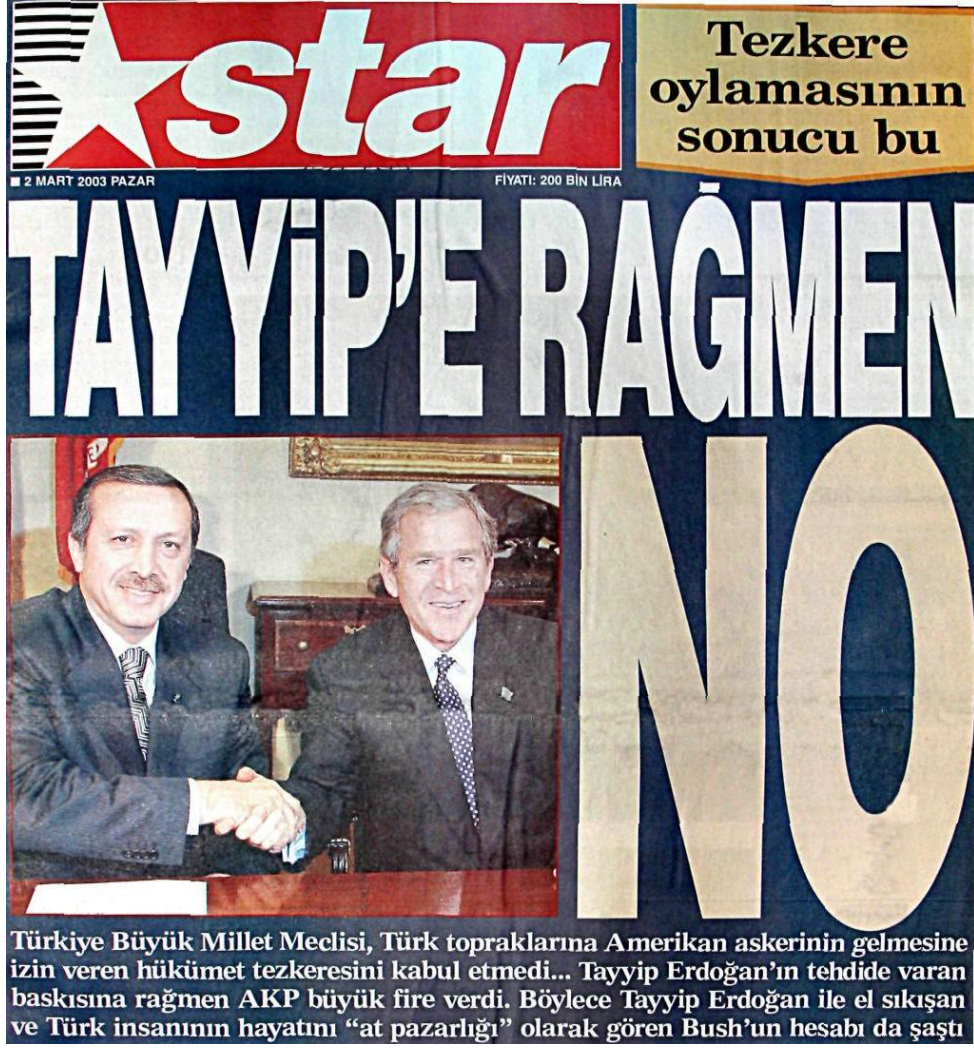 star
Tezkere
oylamasının
sonucu bu
2 MART 2003 PAZAR
FİYATI: 200 BİN LİRA
TAYYİP'E RAĞMEN
NO
Türkiye Büyük Millet Meclisi, Türk topraklarına Amerikan askerinin gelmesine
izin veren hükümet tezkeresini kabul etmedi... Tayyip Erdoğan'ın tehdide varan
baskısına rağmen AKP büyük fire verdi. Böylece Tayyip Erdoğan ile el sıkışan
ve Türk insanının hayatını “at pazarlığı” olarak gören Bush'un hesabı da şaştı